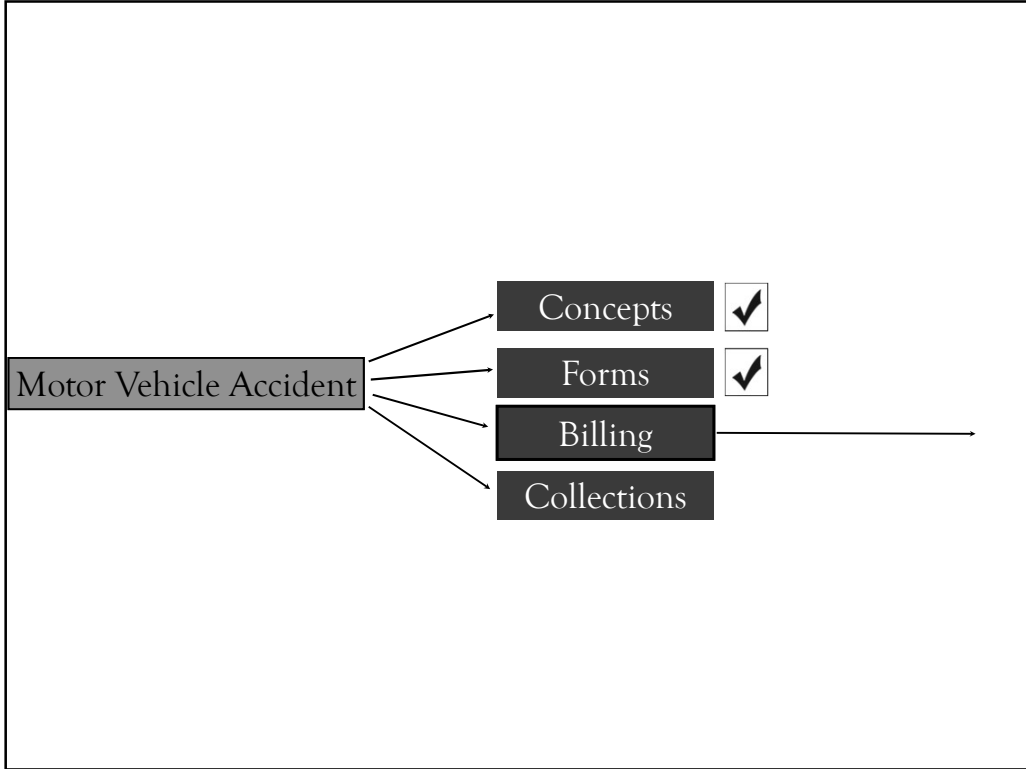 Concepts
Forms
Motor Vehicle Accident
Billing
Collections